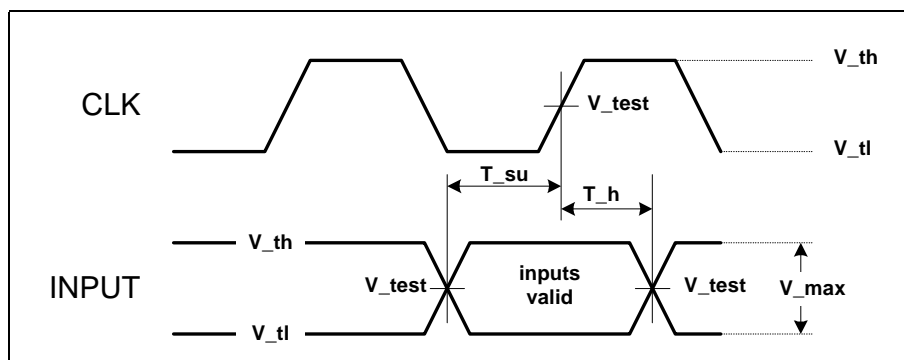 V_th
CLK
V_test
V_tl
T_su
T_h
V_th
INPUT
V_test
inputs
valid
V_test
V_max
V_tl